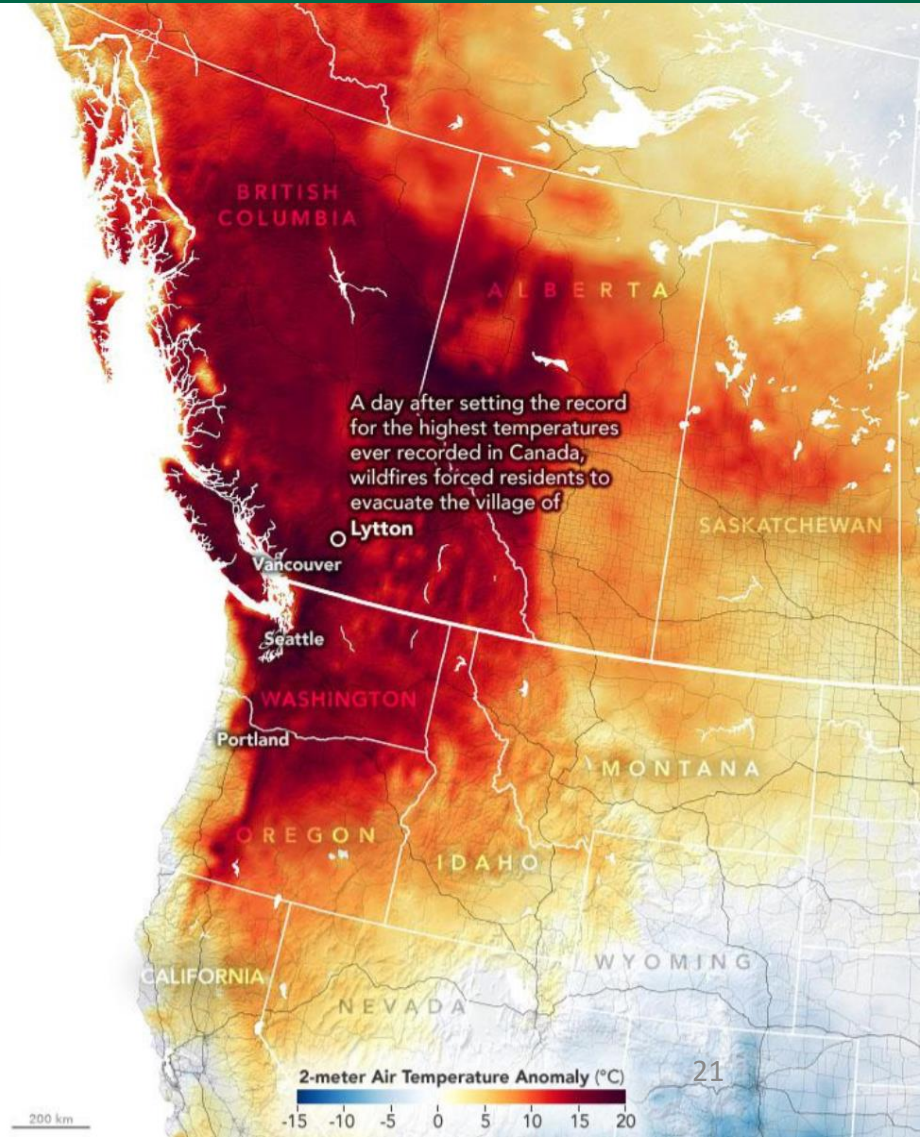 BRITISH
COLUMBIA
ALBERTA
A day after setting the record
for the highest temperatures
ever recorded in Canada,
wildfires forced residents to
evacuate the village of
Lytton
SASKATCHEWAN
Vancouver
Seattle
WASHINGTON
Portland
MONTANA
OREGON
IDAHO
WYOMING
CALIFORNIA
NEVADA
2-meter Air Temperature Anomaly (°C)
21
-15 -10 -5 0 5 10 15 20
200 km